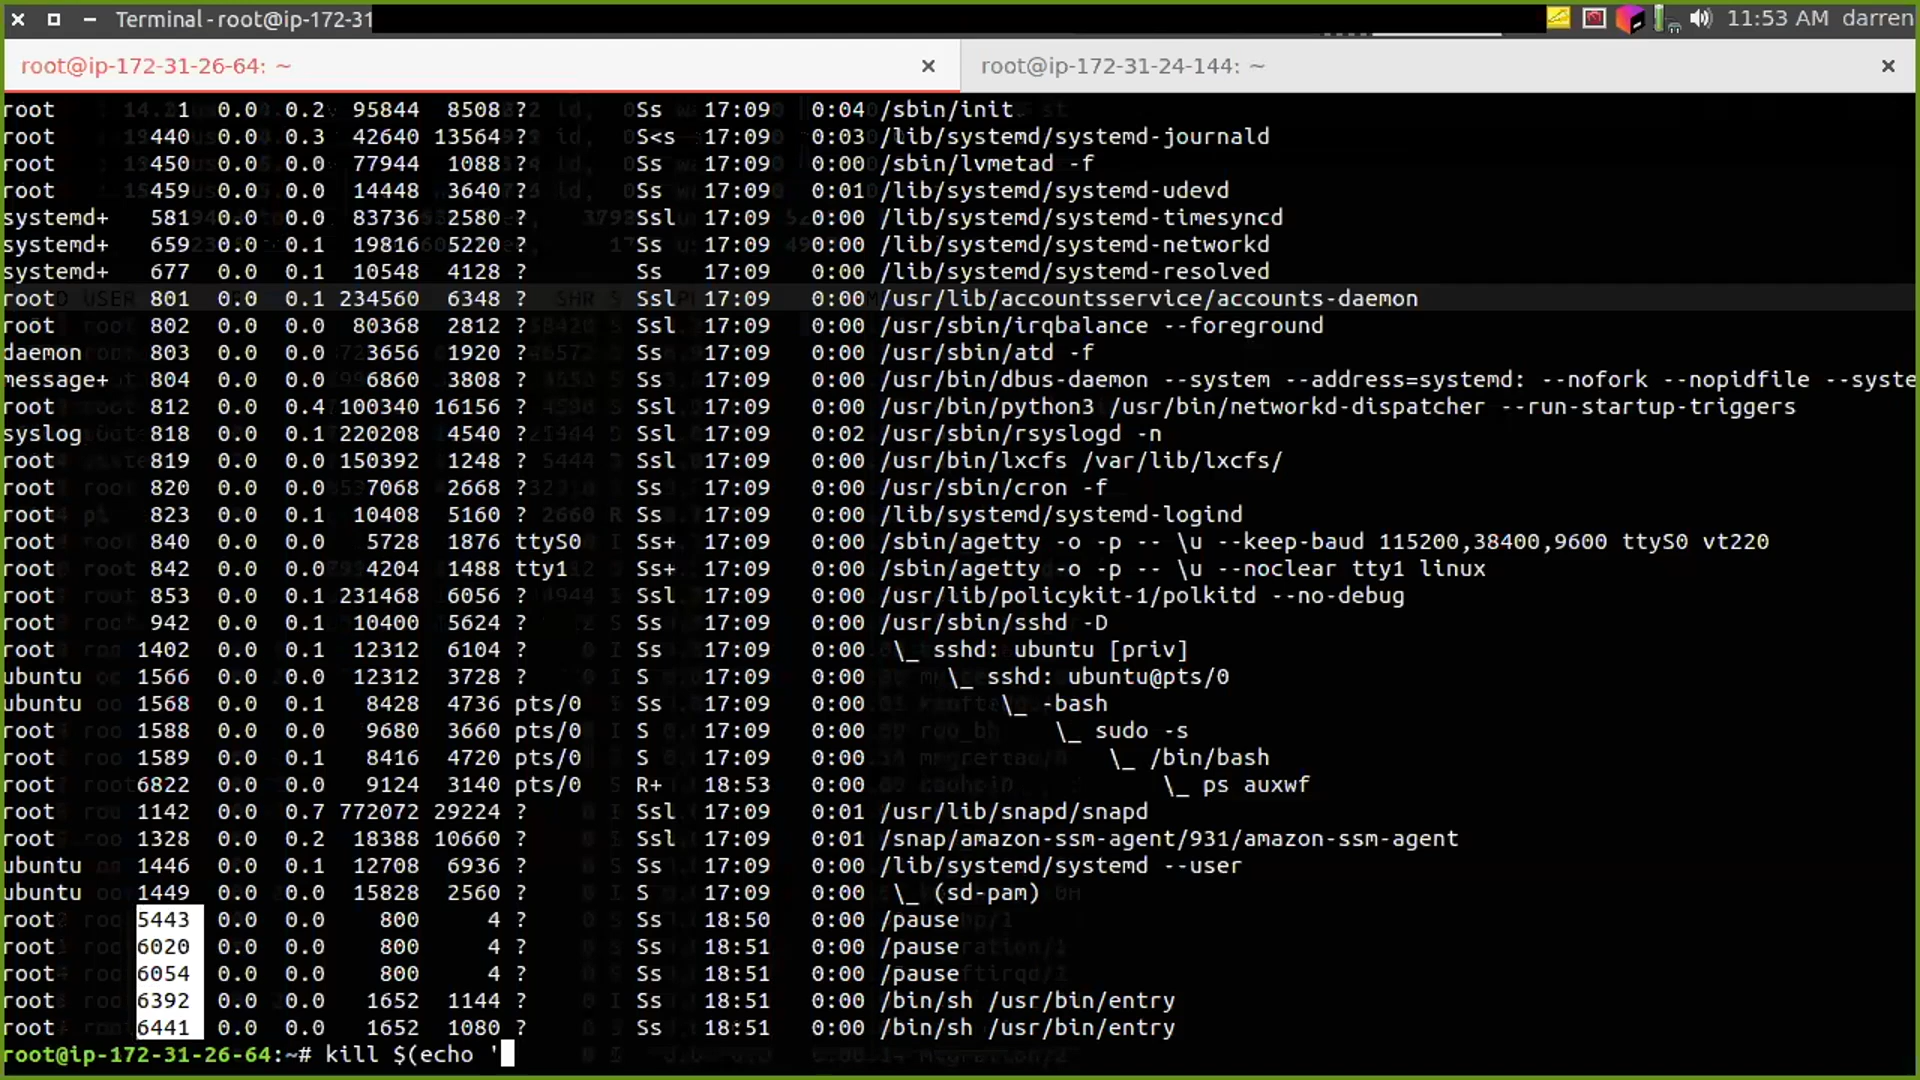 Terminal - root@ip-172-31
11:53 AM darren
root@ip-172-31-26-64: ~
root@ip-172-31-24-144: ~
root 1 0.0 0.2 95844 8508 ? Ss 17:09 0:04 /sbin/init
root 440 0.0 0.3 42640 13564 ? S<s 17:09 0:03 /lib/systemd/systemd-journald
root 450 0.0 0.0 77944 1088 ? Ss 17:09 0:00 /sbin/lvmetad -f
root 459 0.0 0.0 14448 3640 ? Ss 17:09 0:01 /lib/systemd/systemd-udevd
systemd+ 581 0.0 0.0 83736 2580 ? Ssl 17:09 0:00 /lib/systemd/systemd-timesyncd
systemd+ 659 0.0 0.1 19816 5220 ? Ss 17:09 0:00 /lib/systemd/systemd-networkd
systemd+ 677 0.0 0.1 10548 4128 ? Ss 17:09 0:00 /lib/systemd/systemd-resolved
root 801 0.0 0.1 234560 6348 ? Ssl 17:09 0:00 /usr/lib/accountsservice/accounts-daemon
root 802 0.0 0.0 80368 2812 ? Ssl 17:09 0:00 /usr/sbin/irqbalance --foreground
daemon 803 0.0 0.0 3656 1920 ? Ss 17:09 0:00 /usr/sbin/atd -f
message+ 804 0.0 0.0 6860 3808 ? Ss 17:09 0:00 /usr/bin/dbus-daemon --system --address=systemd: --nofork --nopidfile --syste
root 812 0.0 0.4 100340 16156 ? Ssl 17:09 0:00 /usr/bin/python3 /usr/bin/networkd-dispatcher --run-startup-triggers
syslog 818 0.0 0.1 220208 4540 ? Ssl 17:09 0:02 /usr/sbin/rsyslogd -n
root 819 0.0 0.0 150392 1248 ? Ssl 17:09 0:00 /usr/bin/lxcfs /var/lib/lxcfs/
root 820 0.0 0.0 7068 2668 ? Ss 17:09 0:00 /usr/sbin/cron -f
root 823 0.0 0.1 10408 5160 ? Ss 17:09 0:00 /lib/systemd/systemd-logind
root 840 0.0 0.0 5728 1876 ttyS0 Ss+ 17:09 0:00 /sbin/agetty -o -p -- \u --keep-baud 115200,38400,9600 ttyS0 vt220
root 842 0.0 0.0 4204 1488 tty1 Ss+ 17:09 0:00 /sbin/agetty -o -p -- \u --noclear tty1 linux
root 853 0.0 0.1 231468 6056 ? Ssl 17:09 0:00 /usr/lib/policykit-1/polkitd --no-debug
root 942 0.0 0.1 10400 5624 ? Ss 17:09 0:00 /usr/sbin/sshd -D
root 1402 0.0 0.1 12312 6104 ? Ss 17:09 0:00 \_ sshd: ubuntu [priv]
ubuntu 1566 0.0 0.0 12312 3728 ? S 17:09 0:00 \_ sshd: ubuntu@pts/0
ubuntu 1568 0.0 0.1 8428 4736 pts/0 Ss 17:09 0:00 \_ -bash
root 1588 0.0 0.0 9680 3660 pts/0 S 17:09 0:00 \_ sudo -s
root 1589 0.0 0.1 8416 4720 pts/0 S 17:09 0:00 \_ /bin/bash
root 6822 0.0 0.0 9124 3140 pts/0 R+ 18:53 0:00 \_ ps auxwf
root 1142 0.0 0.7 772072 29224 ? Ssl 17:09 0:01 /usr/lib/snapd/snapd
root 1328 0.0 0.2 18388 10660 ? Ssl 17:09 0:01 /snap/amazon-ssm-agent/931/amazon-ssm-agent
ubuntu 1446 0.0 0.1 12708 6936 ? Ss 17:09 0:00 /lib/systemd/systemd --user
ubuntu 1449 0.0 0.0 15828 2560 ? S 17:09 0:00 \_ (sd-pam)
root 5443 0.0 0.0 800 4 ? Ss 18:50 0:00 /pause
root 6020 0.0 0.0 800 4 ? Ss 18:51 0:00 /pause
root 6054 0.0 0.0 800 4 ? Ss 18:51 0:00 /pause
root 6392 0.0 0.0 1652 1144 ? Ss 18:51 0:00 /bin/sh /usr/bin/entry
root 6441 0.0 0.0 1652 1080 ? Ss 18:51 0:00 /bin/sh /usr/bin/entry
root@ip-172-31-26-64:~# kill $(echo '